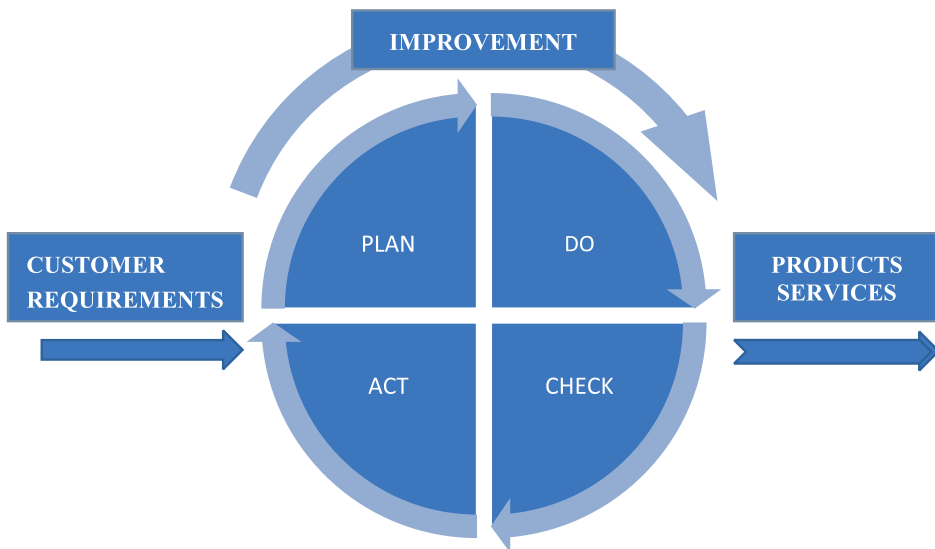 IMPROVEMENT
PLAN
DO
CUSTOMER
REQUIREMENTS
PRODUCTS
SERVICES
ACT
CHECK